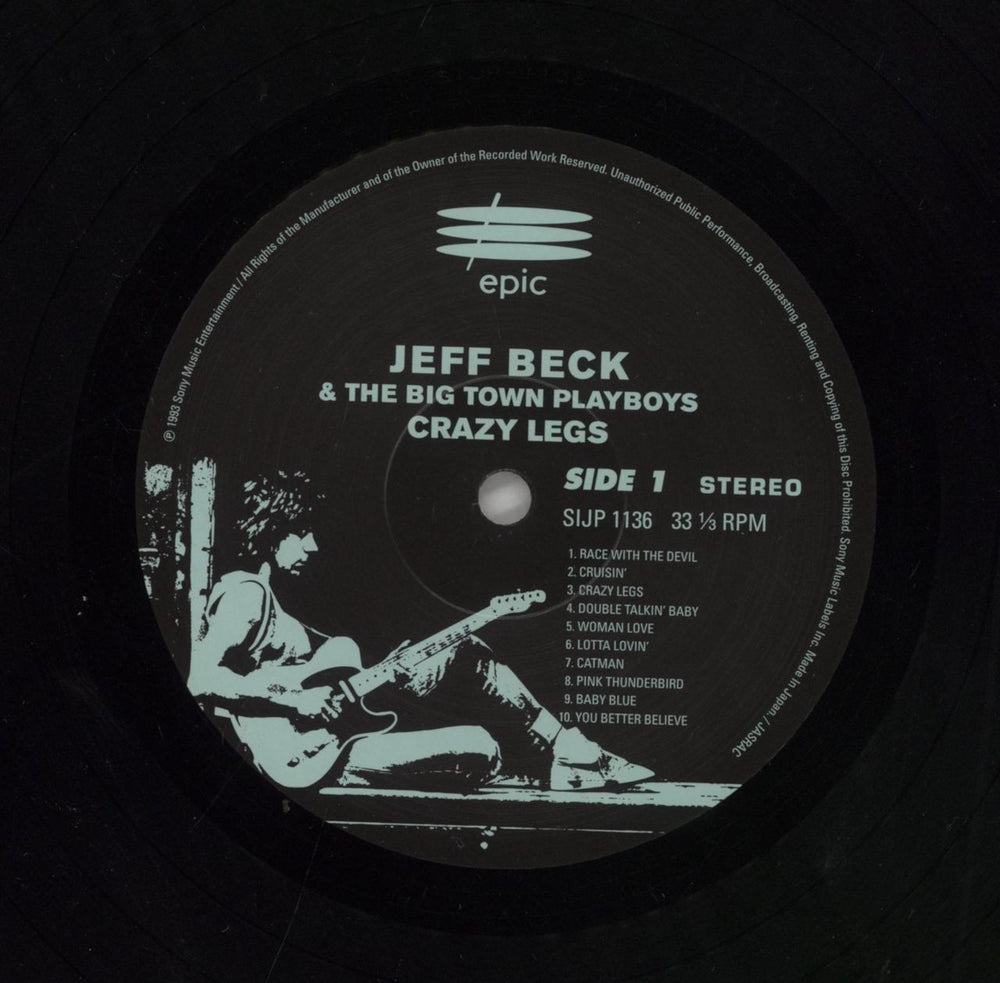 ℗ 1993 Sony Music Entertainment / All Rights of the Manufacturer and of the Owner of the Recorded Work Reserved. Unauthorized Public Performance, Broadcasting, Renting and Copying of this Disc Prohibited. Sony Music Labels Inc. Made in Japan. / JASRAC
epic
JEFF BECK
& THE BIG TOWN PLAYBOYS
CRAZY LEGS
SIDE 1 STEREO
SIJP 1136 33 ⅓ RPM
1. RACE WITH THE DEVIL
2. CRUISIN'
3. CRAZY LEGS
4. DOUBLE TALKIN' BABY
5. WOMAN LOVE
6. LOTTA LOVIN'
7. CATMAN
8. PINK THUNDERBIRD
9. BABY BLUE
10. YOU BETTER BELIEVE